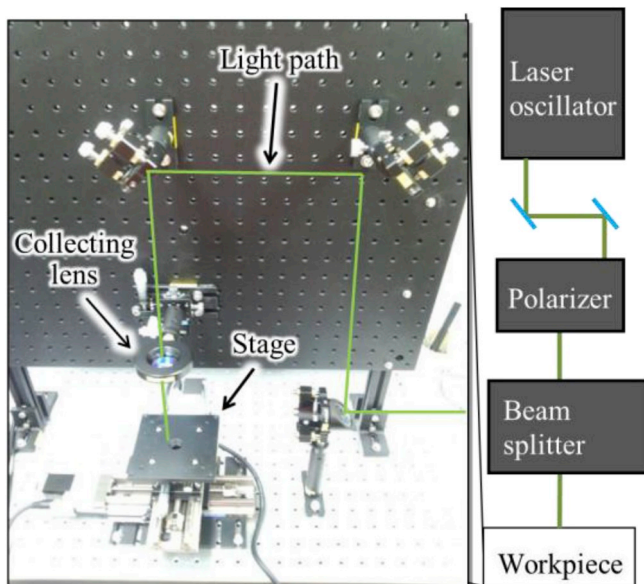 Light path
Collecting
lens
Stage
Laser
oscillator
Polarizer
Beam
splitter
Workpiece